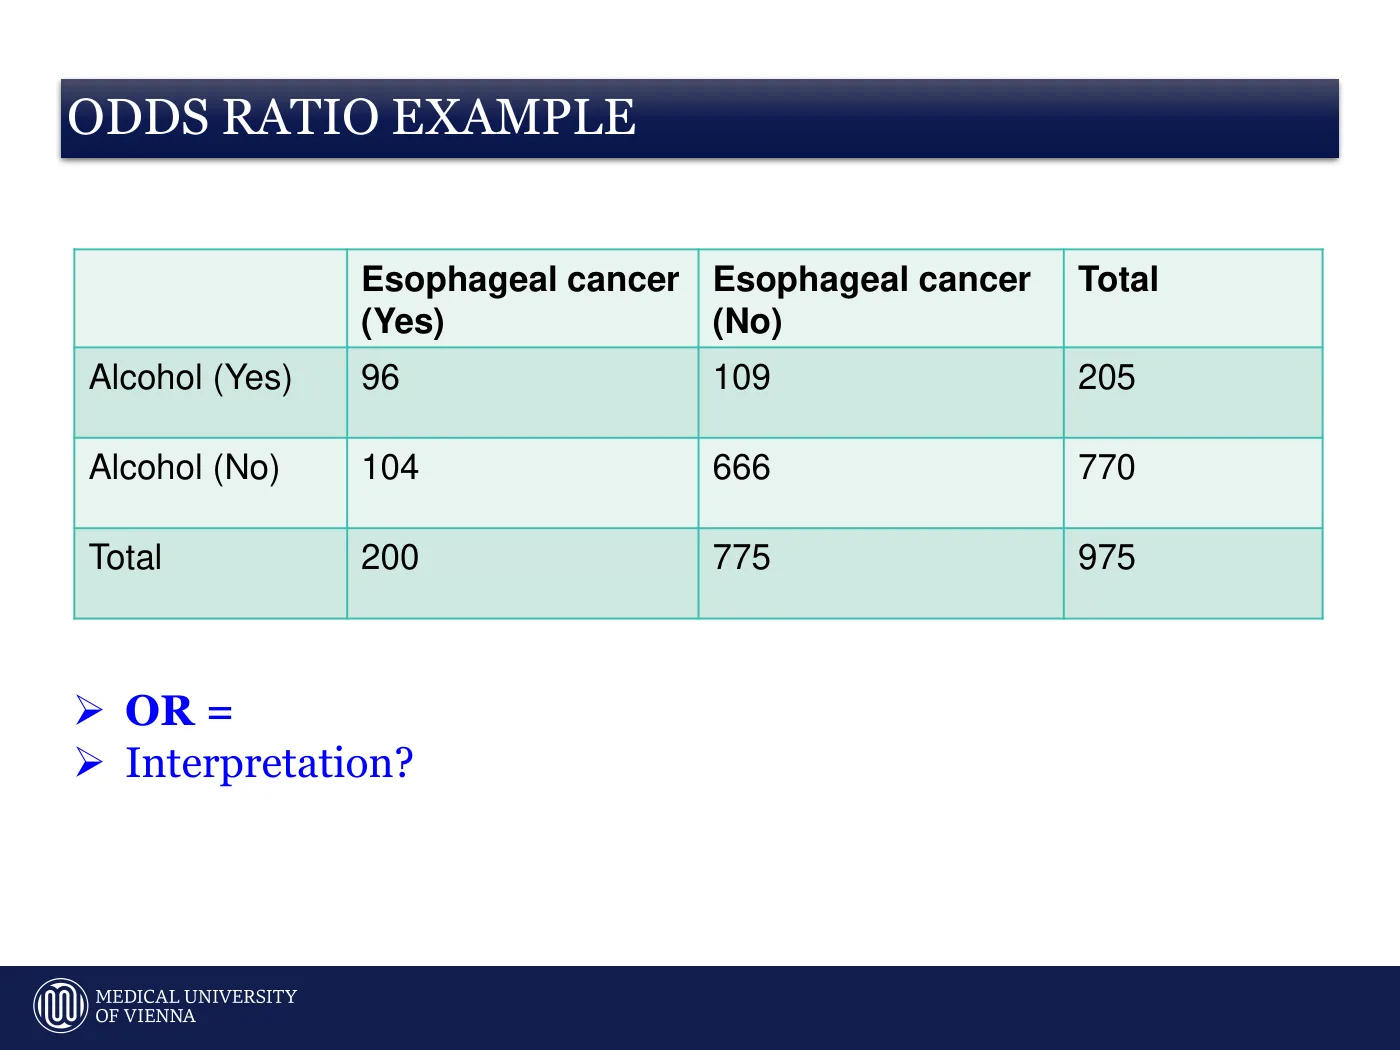 ODDS RATIO EXAMPLE
Esophageal cancer (Yes) Esophageal cancer (No) Total
Alcohol (Yes) 96 109 205
Alcohol (No) 104 666 770
Total 200 775 975
➢ OR =
➢ Interpretation?
MEDICAL UNIVERSITY
OF VIENNA